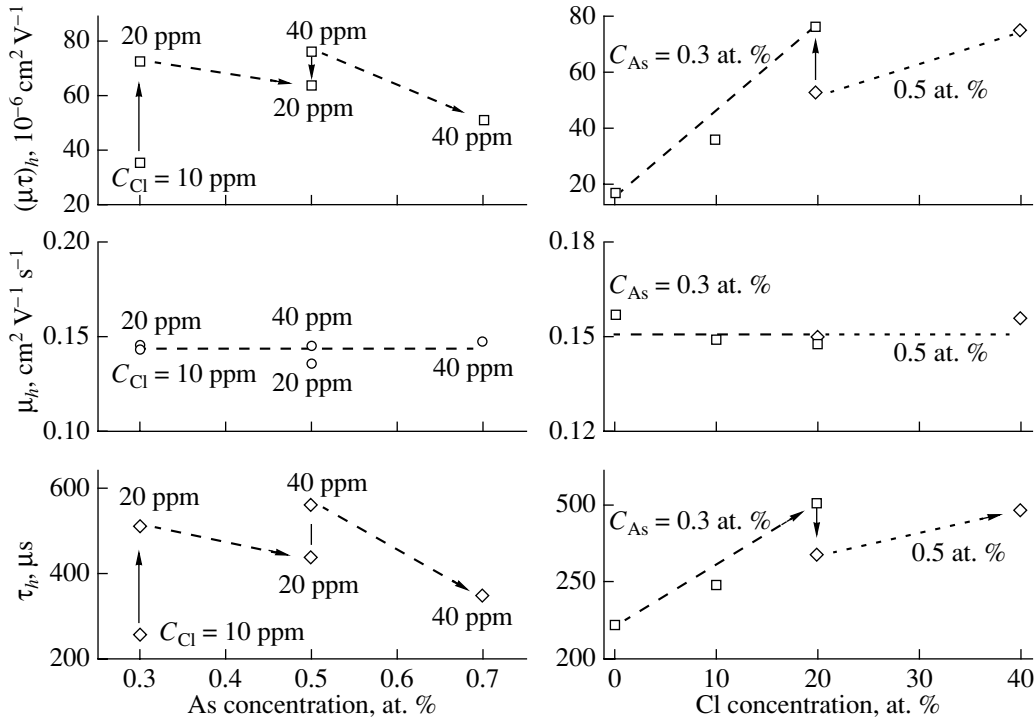 (μτ)h, 10–6 cm2 V–1
80
60
40
20
20 ppm
40 ppm
20 ppm
40 ppm
CCl = 10 ppm
80
60
40
20
CAs = 0.3 at. %
0.5 at. %
μh, cm2 V–1 s–1
0.20
0.15
0.10
20 ppm
40 ppm
CCl = 10 ppm
20 ppm
40 ppm
0.18
0.15
0.12
CAs = 0.3 at. %
0.5 at. %
τh, μs
600
400
200
20 ppm
40 ppm
20 ppm
40 ppm
CCl = 10 ppm
0.3 0.4 0.5 0.6 0.7
As concentration, at. %
500
250
200
CAs = 0.3 at. %
0.5 at. %
0 10 20 30 40
Cl concentration, at. %